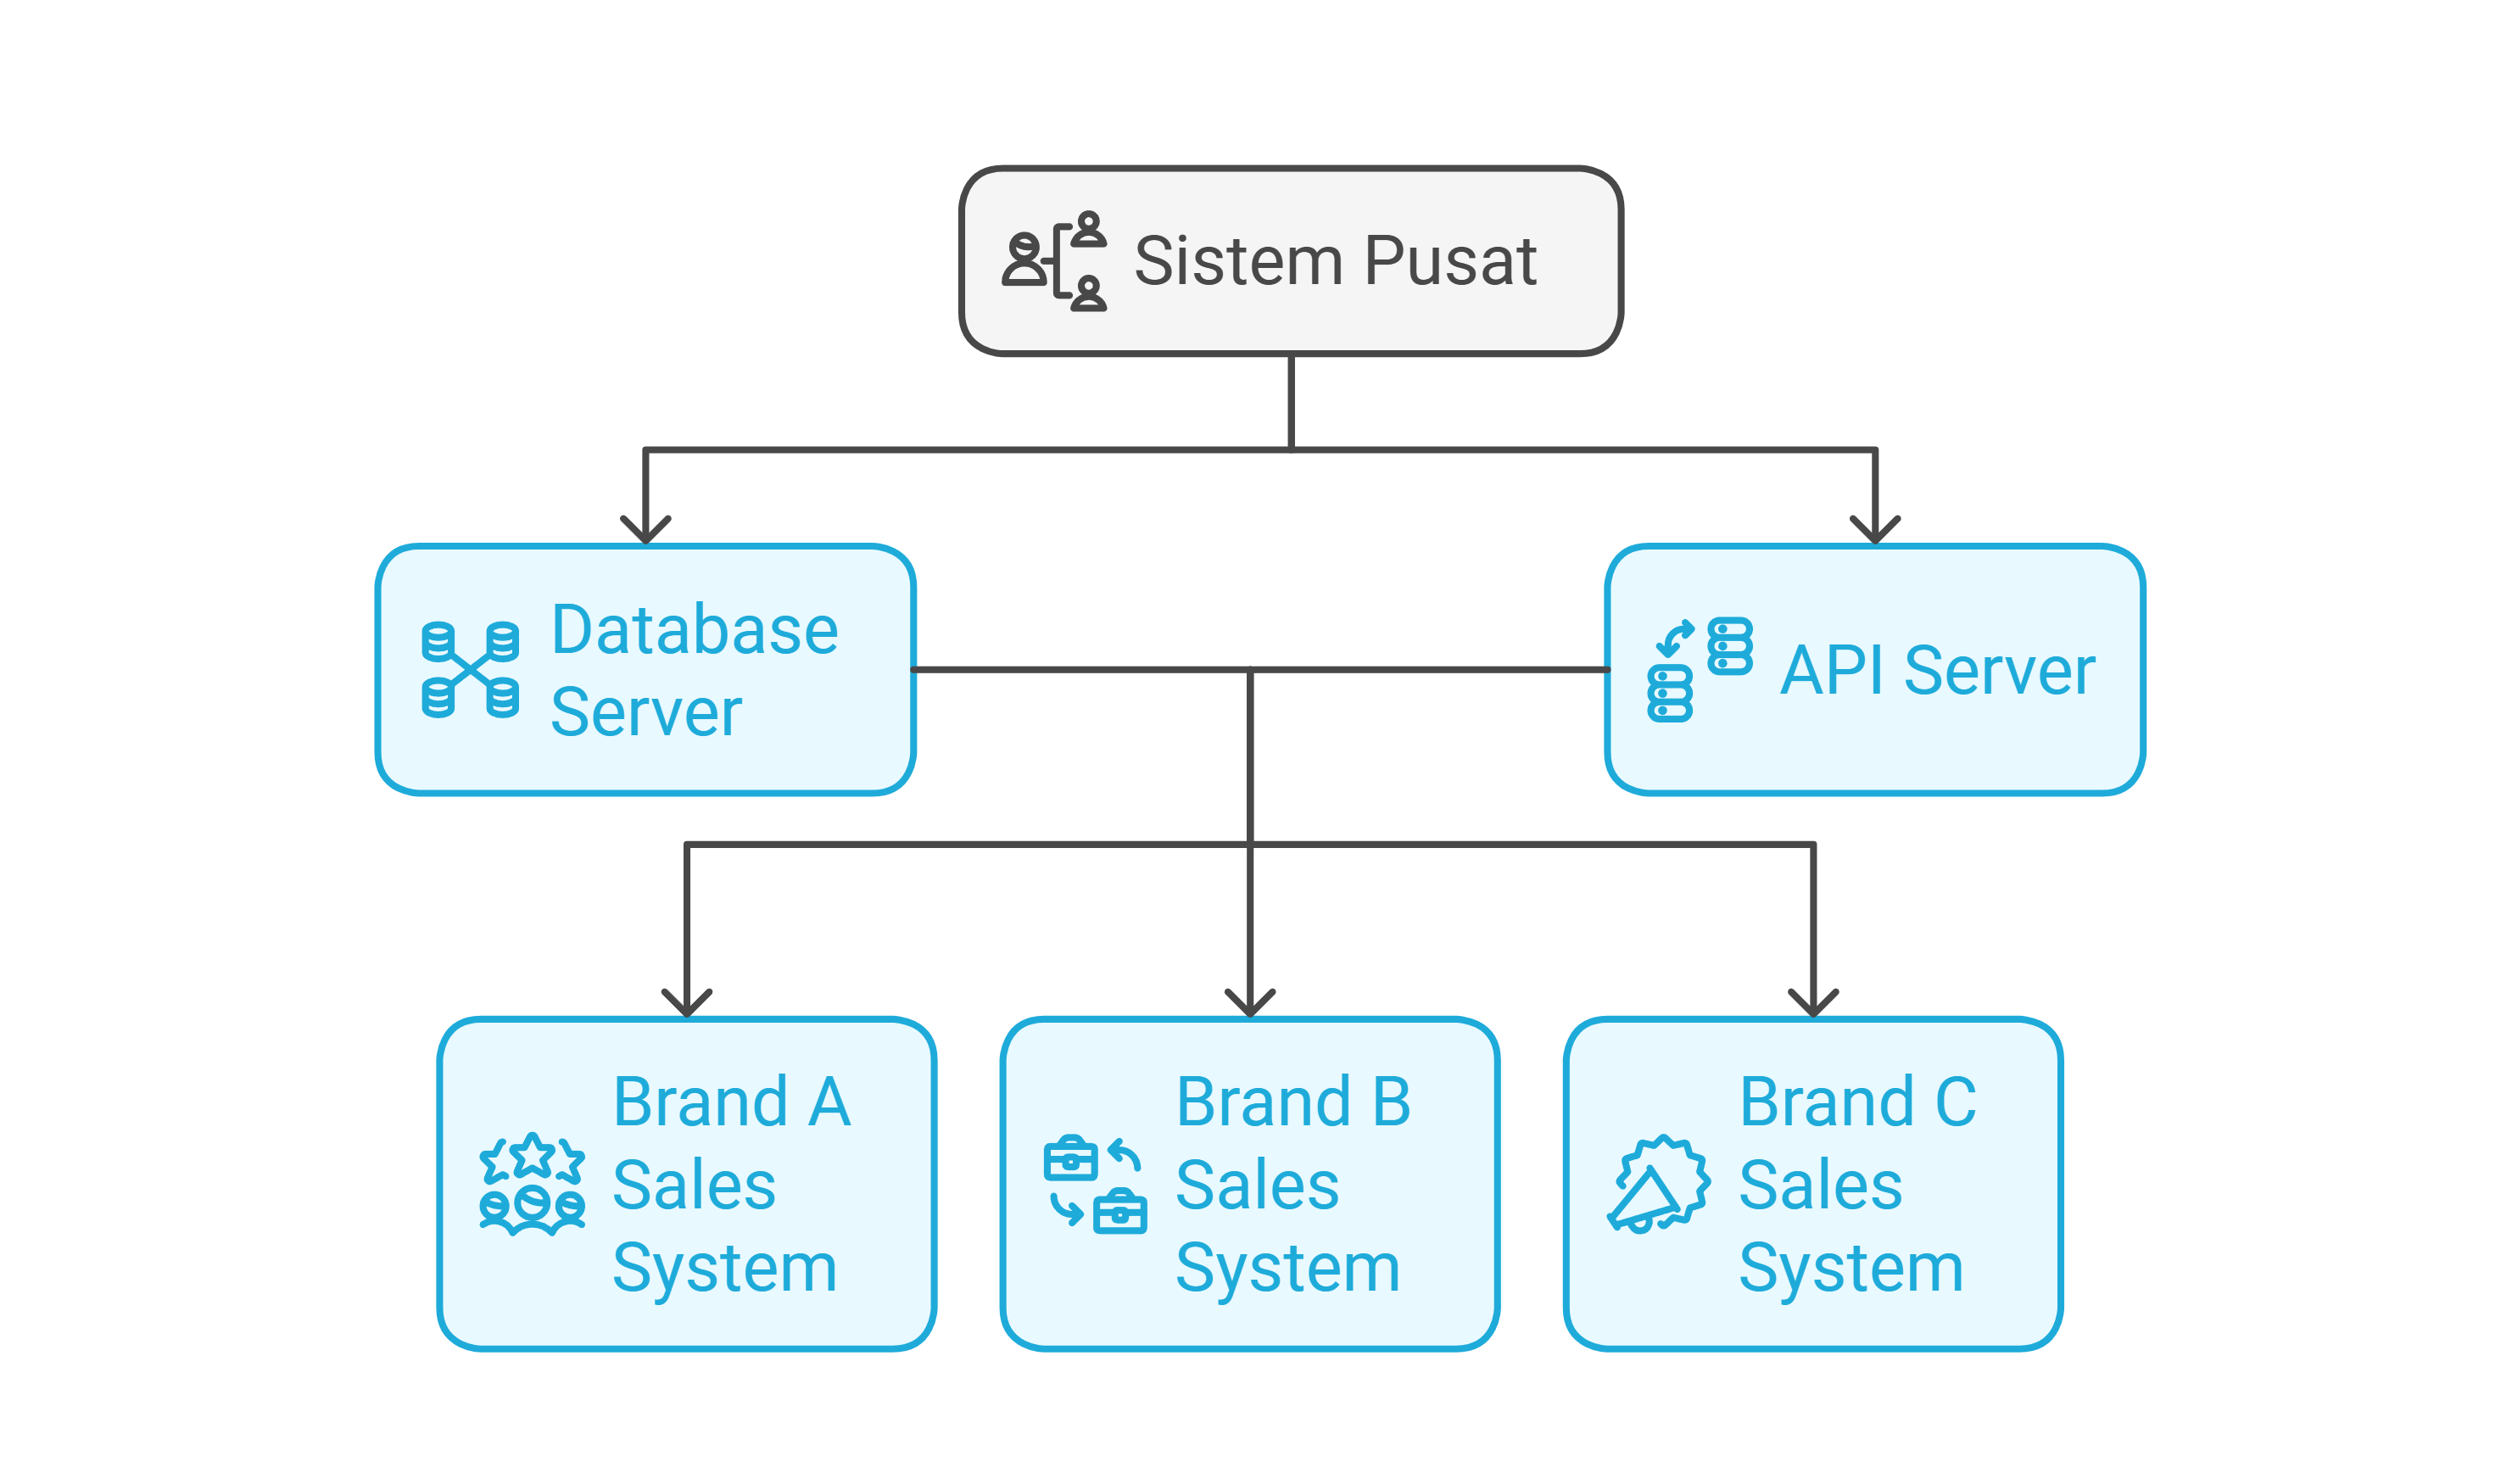 Sistem Pusat
Database
Server
API Server
Brand A
Sales
System
Brand B
Sales
System
Brand C
Sales
System